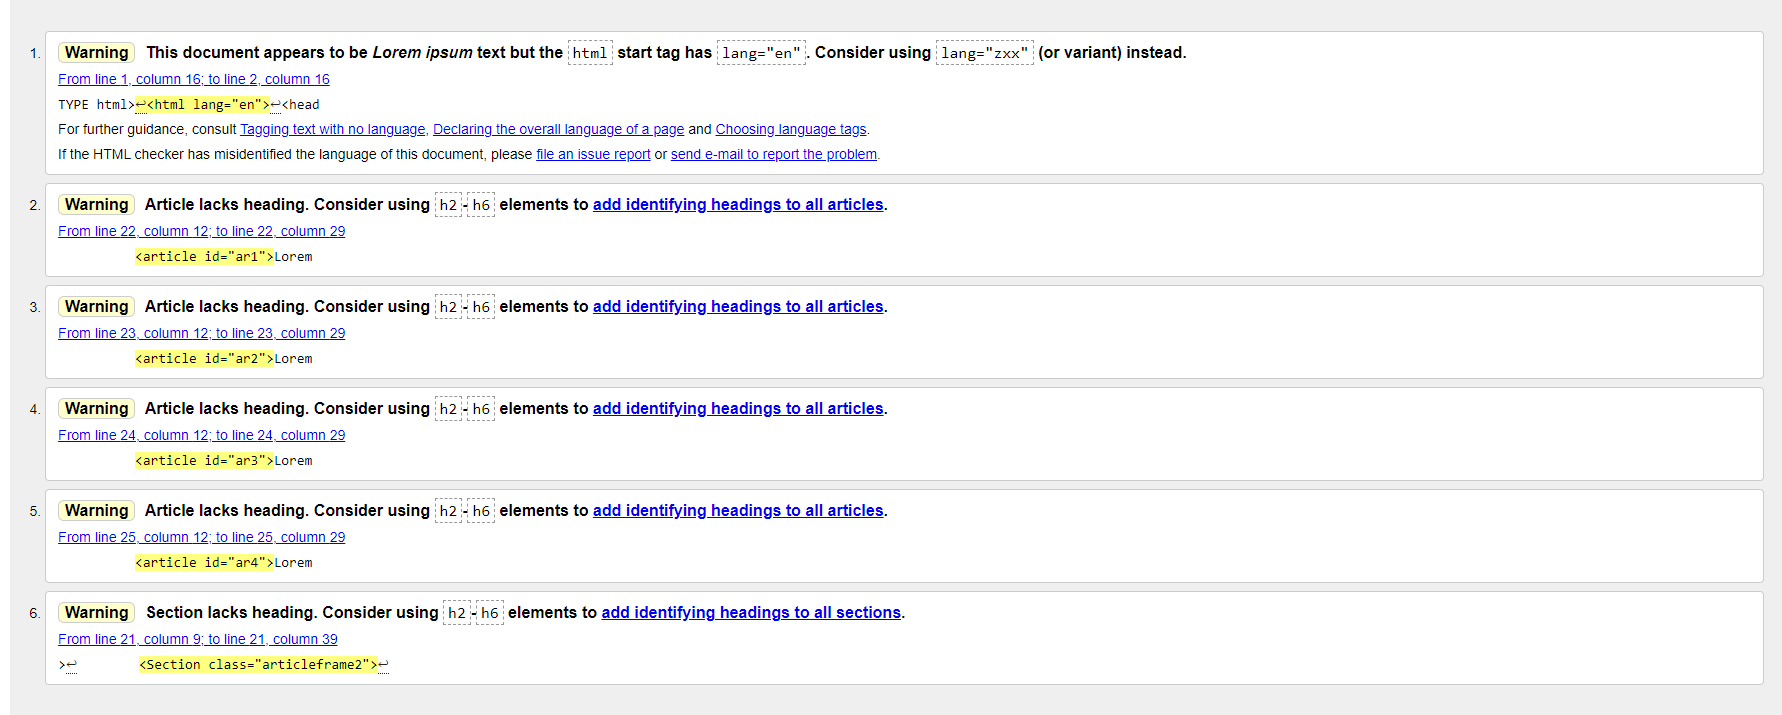 1. Warning This document appears to be Lorem ipsum text but the html start tag has lang="en". Consider using lang="zxx" (or variant) instead.
From line 1, column 16; to line 2, column 16
TYPE html>↩<html lang="en">↩<head
For further guidance, consult Tagging text with no language, Declaring the overall language of a page and Choosing language tags.
If the HTML checker has misidentified the language of this document, please file an issue report or send e-mail to report the problem.
2. Warning Article lacks heading. Consider using h2-h6 elements to add identifying headings to all articles.
From line 22, column 12; to line 22, column 29
<article id="ar1">Lorem
3. Warning Article lacks heading. Consider using h2-h6 elements to add identifying headings to all articles.
From line 23, column 12; to line 23, column 29
<article id="ar2">Lorem
4. Warning Article lacks heading. Consider using h2-h6 elements to add identifying headings to all articles.
From line 24, column 12; to line 24, column 29
<article id="ar3">Lorem
5. Warning Article lacks heading. Consider using h2-h6 elements to add identifying headings to all articles.
From line 25, column 12; to line 25, column 29
<article id="ar4">Lorem
6. Warning Section lacks heading. Consider using h2-h6 elements to add identifying headings to all sections.
From line 21, column 9; to line 21, column 39
>↩ <Section class="articleframe2">↩